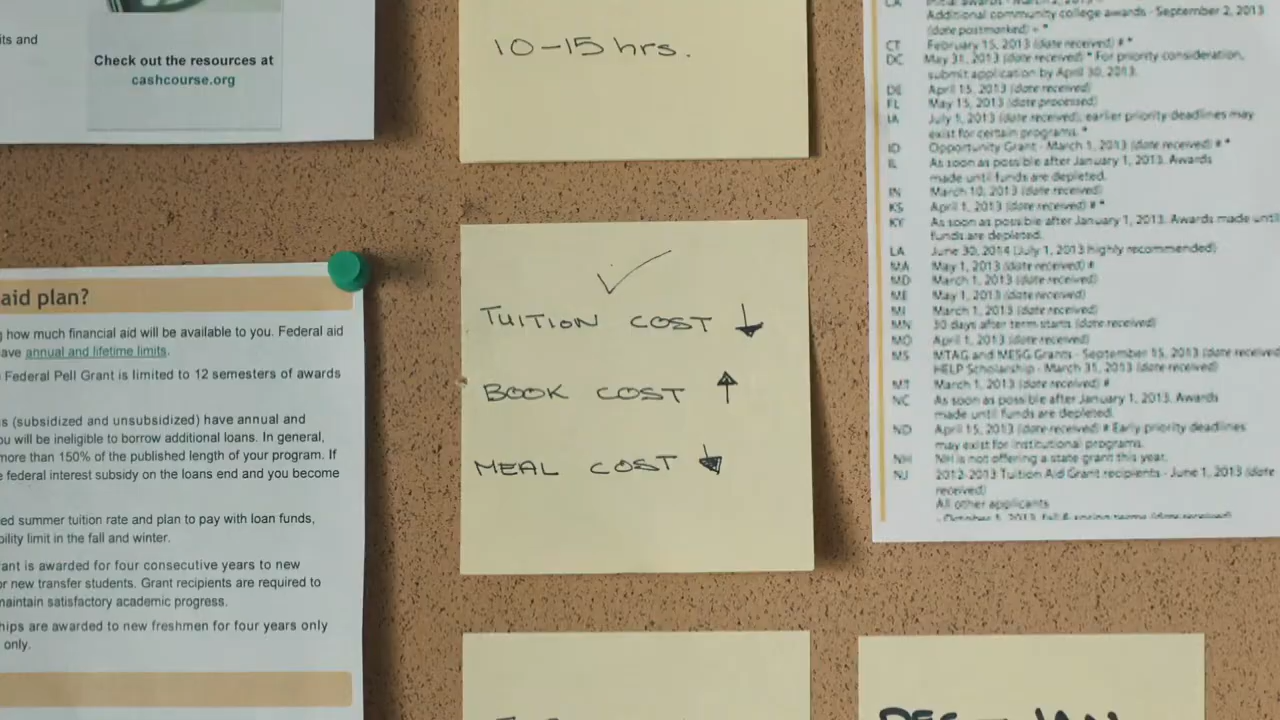 its and
Check out the resources at
cashcourse.org
aid plan?
g how much financial aid will be available to you. Federal aid
ave annual and lifetime limits.
Federal Pell Grant is limited to 12 semesters of awards
s (subsidized and unsubsidized) have annual and
ou will be ineligible to borrow additional loans. In general,
more than 150% of the published length of your program. If
e federal interest subsidy on the loans end and you become
ed summer tuition rate and plan to pay with loan funds,
bility limit in the fall and winter.
ant is awarded for four consecutive years to new
or new transfer students. Grant recipients are required to
maintain satisfactory academic progress.
hips are awarded to new freshmen for four years only
only.
10-15 hrs.
✓
TUITION COST ↓
BOOK COST ↑
MEAL COST ↓
DEC - JAN
Additional community college awards - September 2, 2013
(date postmarked) + *
CT February 15, 2013 (date received) # *
DC May 31, 2013 (date received) * For priority consideration,
submit application by April 30, 2013.
DE April 15, 2013 (date received)
FL May 15, 2013 (date processed)
IA July 1, 2013 (date received), earlier priority deadlines may
exist for certain programs. *
ID Opportunity Grant - March 1, 2013 (date received) # *
IL As soon as possible after January 1, 2013. Awards
made until funds are depleted.
IN March 10, 2013 (date received)
KS April 1, 2013 (date received) # *
KY As soon as possible after January 1, 2013. Awards made until
funds are depleted.
LA June 30, 2014 (July 1, 2013 highly recommended)
MA May 1, 2013 (date received) #
MD March 1, 2013 (date received)
ME May 1, 2013 (date received)
MI March 1, 2013 (date received)
MN 30 days after term starts (date received)
MO April 1, 2013 (date received)
MS MTAG and MESG Grants - September 15, 2013 (date received)
HELP Scholarship - March 31, 2013 (date received)
MT March 1, 2013 (date received) #
NC As soon as possible after January 1, 2013. Awards
made until funds are depleted.
ND April 15, 2013 (date received) # Early priority deadlines
may exist for institutional programs.
NH NH is not offering a state grant this year.
NJ 2012-2013 Tuition Aid Grant recipients - June 1, 2013 (date
received)
All other applicants
- October 1, 2013, fall & spring terms (date received)